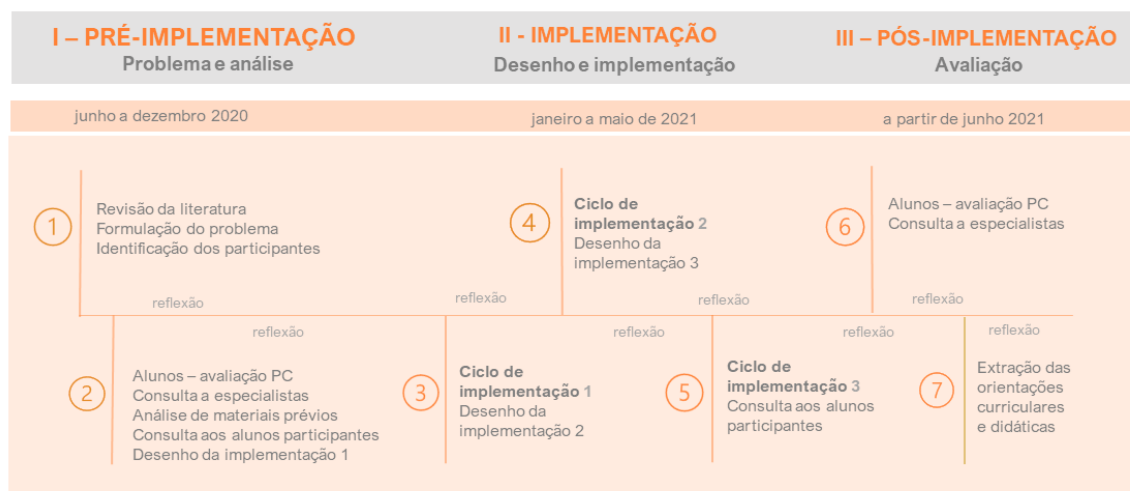 I – PRÉ-IMPLEMENTAÇÃO
Problema e análise
II - IMPLEMENTAÇÃO
Desenho e implementação
III – PÓS-IMPLEMENTAÇÃO
Avaliação
junho a dezembro 2020
janeiro a maio de 2021
a partir de junho 2021
1
Revisão da literatura
Formulação do problema
Identificação dos participantes
reflexão
reflexão
2
Alunos – avaliação PC
Consulta a especialistas
Análise de materiais prévios
Consulta aos alunos participantes
Desenho da implementação 1
reflexão
3
Ciclo de
implementação 1
Desenho da
implementação 2
4
Ciclo de
implementação 2
Desenho da
implementação 3
reflexão
reflexão
5
Ciclo de
implementação 3
Consulta aos alunos
participantes
reflexão
6
Alunos – avaliação PC
Consulta a especialistas
reflexão
reflexão
7
Extração das
orientações
curriculares
e didáticas